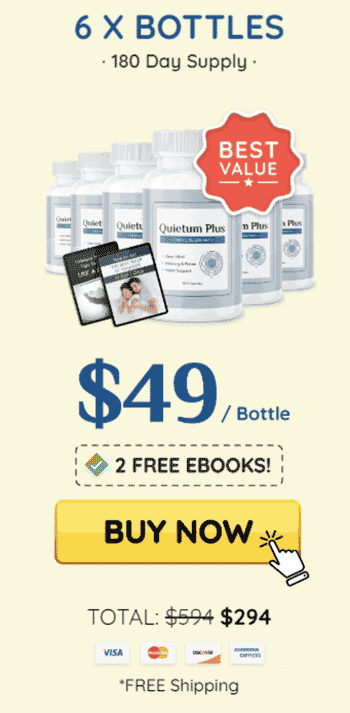 6 X BOTTLES
· 180 Day Supply ·
BEST
VALUE
Quietum Plus
Plus
$49 / Bottle
2 FREE EBOOKS!
BUY NOW
TOTAL: $594 $294
VISA
DISCOVER
AMERICAN
EXPRESS
*FREE Shipping